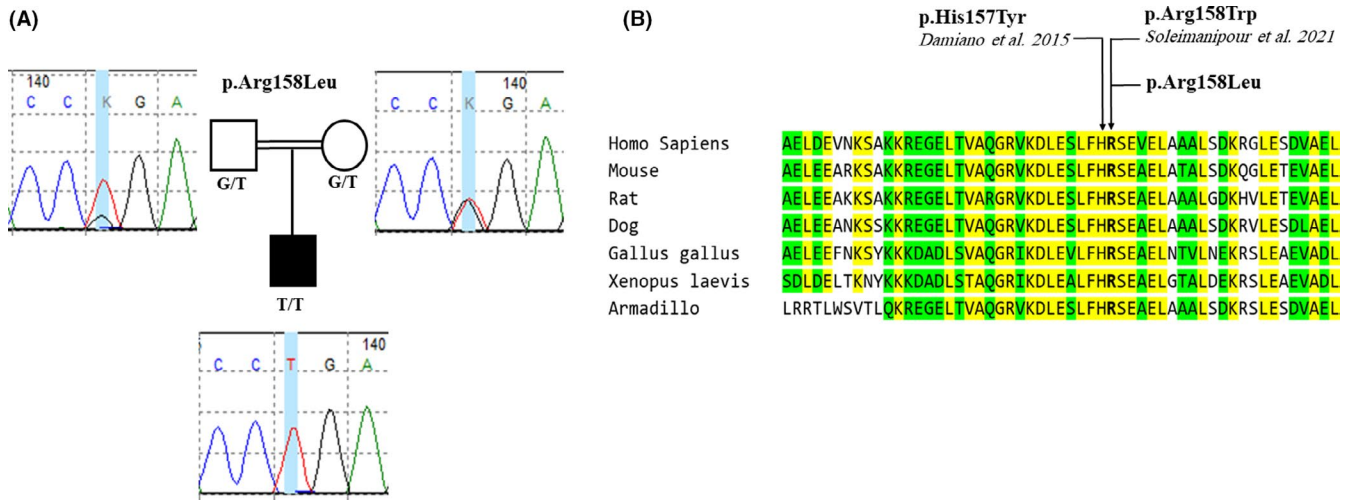 (A)
p.Arg158Leu
140
C C K G A
140
C C K G A
G/T
G/T
T/T
140
C C T G A
(B)
p.His157Tyr
Damiano et al. 2015
p.Arg158Trp
Soleimanipour et al. 2021
p.Arg158Leu
Homo Sapiens AELDEVNKSAKKREGELTVAQGRVKDLESLFHRSEVELAAALSDKRGLESDVAEL
Mouse AELEEARKSAKKREGELTVAQGRVKDLESLFHRSEAELATALSDKQGLETEVAEL
Rat AELEEAKKSAKKREGELTVAQGRVKDLESLFHRSEAELAAALGDKHVLETEVAEL
Dog AELEEANKSSKKREGELTVAQGRVKDLESLFHRSEAELAAALSDKRVLESDLAEL
Gallus gallus AELEEFNKSYKKKDADLSVAQGRIKDLEVLFHRSEAELNTVLNEKRSLEAEVADL
Xenopus laevis SDLDELTKNYKKKDADLSTAQGRIKDLEALFHRSEAELGTALDEKRSLEAEVADL
Armadillo LRRTLWSVTLQKREGELTVAQGRVKDLESLFHRSEAELAAALSDKRSLESDVAEL